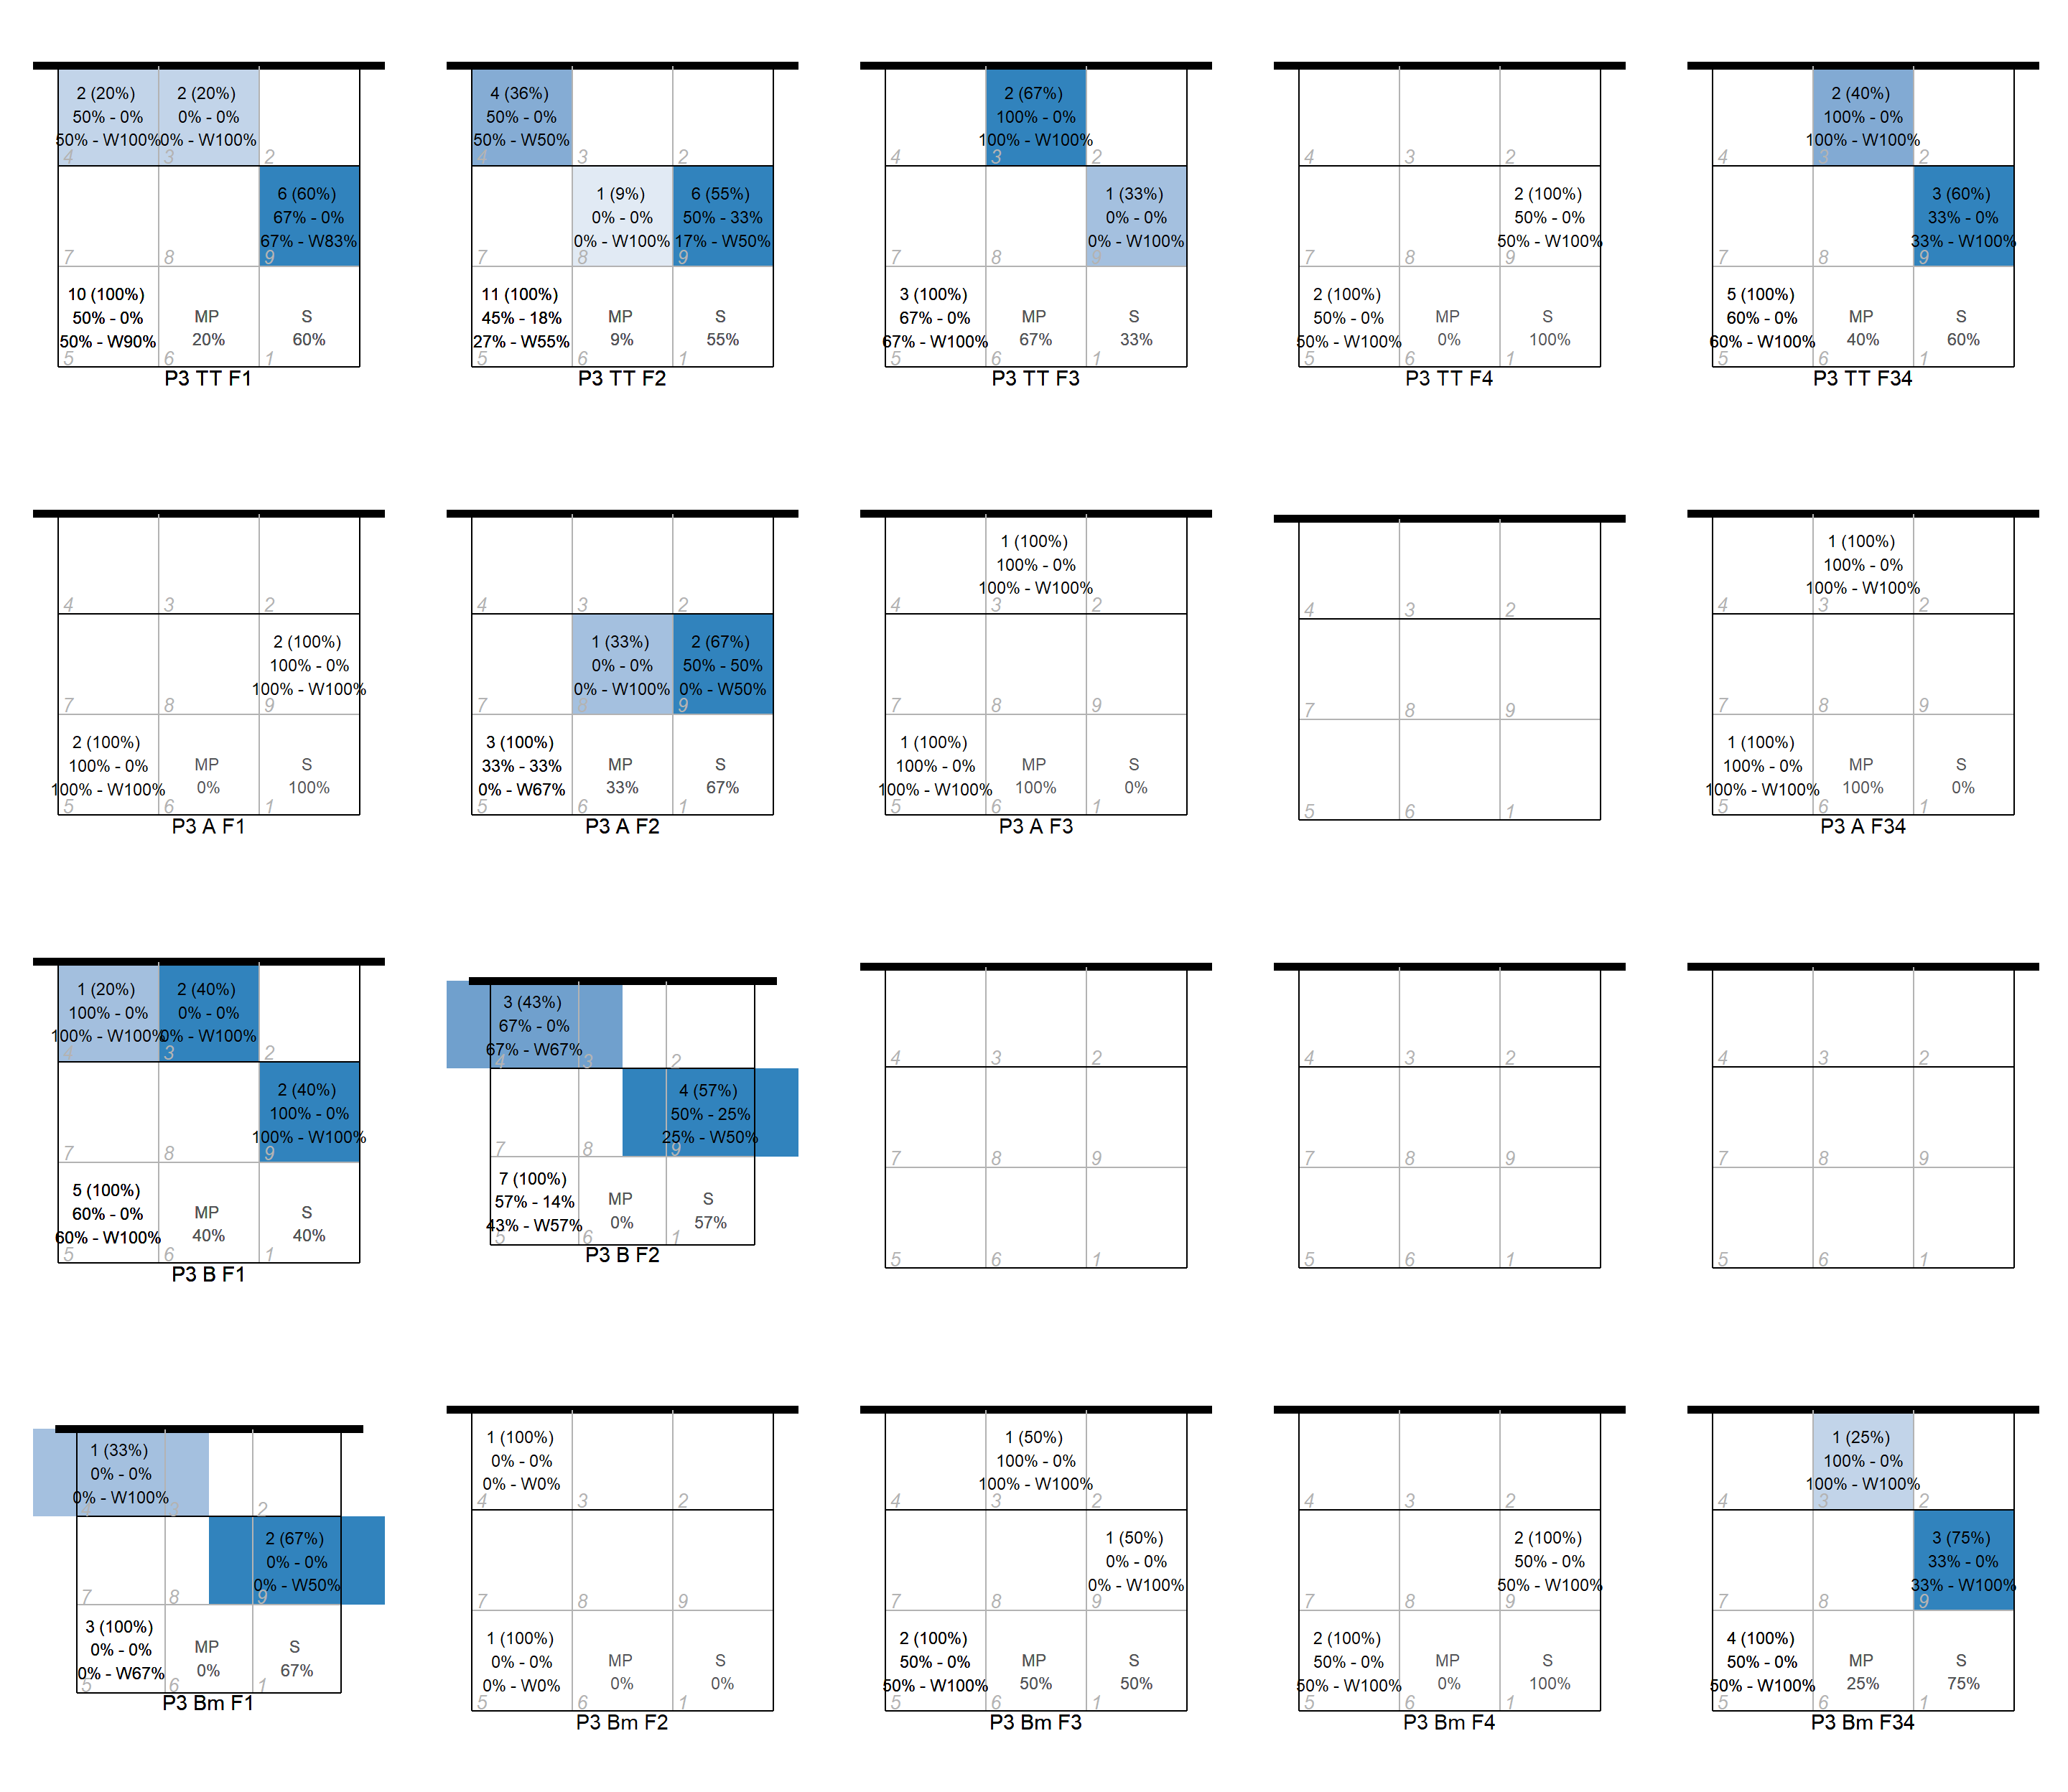 2 (20%)
50% - 0%
50% - W100%
4
2 (20%)
0% - 0%
0% - W100%
3
2
7
8
6 (60%)
67% - 0%
67% - W83%
9
10 (100%)
50% - 0%
50% - W90%
5
MP
20%
6
S
60%
1
P3 TT F1
4 (36%)
50% - 0%
50% - W50%
4
3
2
7
1 (9%)
0% - 0%
0% - W100%
8
6 (55%)
50% - 33%
17% - W50%
9
11 (100%)
45% - 18%
27% - W55%
5
MP
9%
6
S
55%
1
P3 TT F2
4
2 (67%)
100% - 0%
100% - W100%
3
2
7
8
1 (33%)
0% - 0%
0% - W100%
9
3 (100%)
67% - 0%
67% - W100%
5
MP
67%
6
S
33%
1
P3 TT F3
4
3
2
7
8
2 (100%)
50% - 0%
50% - W100%
9
2 (100%)
50% - 0%
50% - W100%
5
MP
0%
6
S
100%
1
P3 TT F4
4
2 (40%)
100% - 0%
100% - W100%
3
2
7
8
3 (60%)
33% - 0%
33% - W100%
9
5 (100%)
60% - 0%
60% - W100%
5
MP
40%
6
S
60%
1
P3 TT F34
4
3
2
7
8
2 (100%)
100% - 0%
100% - W100%
9
2 (100%)
100% - 0%
100% - W100%
5
MP
0%
6
S
100%
1
P3 A F1
4
3
2
7
1 (33%)
0% - 0%
0% - W100%
8
2 (67%)
50% - 50%
0% - W50%
9
3 (100%)
33% - 33%
0% - W67%
5
MP
33%
6
S
67%
1
P3 A F2
4
1 (100%)
100% - 0%
100% - W100%
3
2
7
8
9
1 (100%)
100% - 0%
100% - W100%
5
MP
100%
6
S
0%
1
P3 A F3
4
3
2
7
8
9
5
6
1
4
1 (100%)
100% - 0%
100% - W100%
3
2
7
8
9
1 (100%)
100% - 0%
100% - W100%
5
MP
100%
6
S
0%
1
P3 A F34
1 (20%)
100% - 0%
100% - W100%
4
2 (40%)
0% - 0%
0% - W100%
3
2
7
8
2 (40%)
100% - 0%
100% - W100%
9
5 (100%)
60% - 0%
60% - W100%
5
MP
40%
6
S
40%
1
P3 B F1
3 (43%)
67% - 0%
67% - W67%
4
3
2
7
8
4 (57%)
50% - 25%
25% - W50%
9
7 (100%)
57% - 14%
43% - W57%
5
MP
0%
6
S
57%
1
P3 B F2
4
3
2
7
8
9
5
6
1
4
3
2
7
8
9
5
6
1
4
3
2
7
8
9
5
6
1
1 (33%)
0% - 0%
0% - W100%
4
3
2
7
8
2 (67%)
0% - 0%
0% - W50%
9
3 (100%)
0% - 0%
0% - W67%
5
MP
0%
6
S
67%
1
P3 Bm F1
1 (100%)
0% - 0%
0% - W0%
4
3
2
7
8
9
1 (100%)
0% - 0%
0% - W0%
5
MP
0%
6
S
0%
1
P3 Bm F2
4
1 (50%)
100% - 0%
100% - W100%
3
2
7
8
1 (50%)
0% - 0%
0% - W100%
9
2 (100%)
50% - 0%
50% - W100%
5
MP
50%
6
S
50%
1
P3 Bm F3
4
3
2
7
8
2 (100%)
50% - 0%
50% - W100%
9
2 (100%)
50% - 0%
50% - W100%
5
MP
0%
6
S
100%
1
P3 Bm F4
4
1 (25%)
100% - 0%
100% - W100%
3
2
7
8
3 (75%)
33% - 0%
33% - W100%
9
4 (100%)
50% - 0%
50% - W100%
5
MP
25%
6
S
75%
1
P3 Bm F34